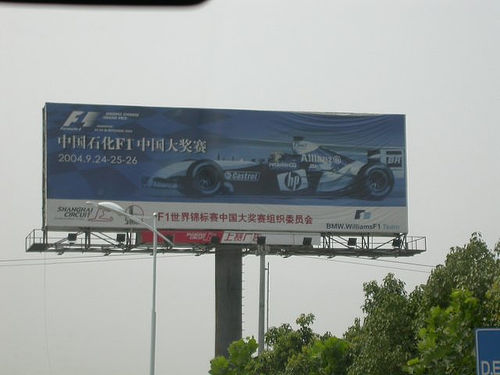 F1
中国石化F1 中国大奖赛
2004.9.24-25-26
Castrol
hp
Allianz
SHANGHAI
CIRCUIT
F1世界锦标赛中国大奖赛组织委员会
BMW.WilliamsF1 Team
D.E